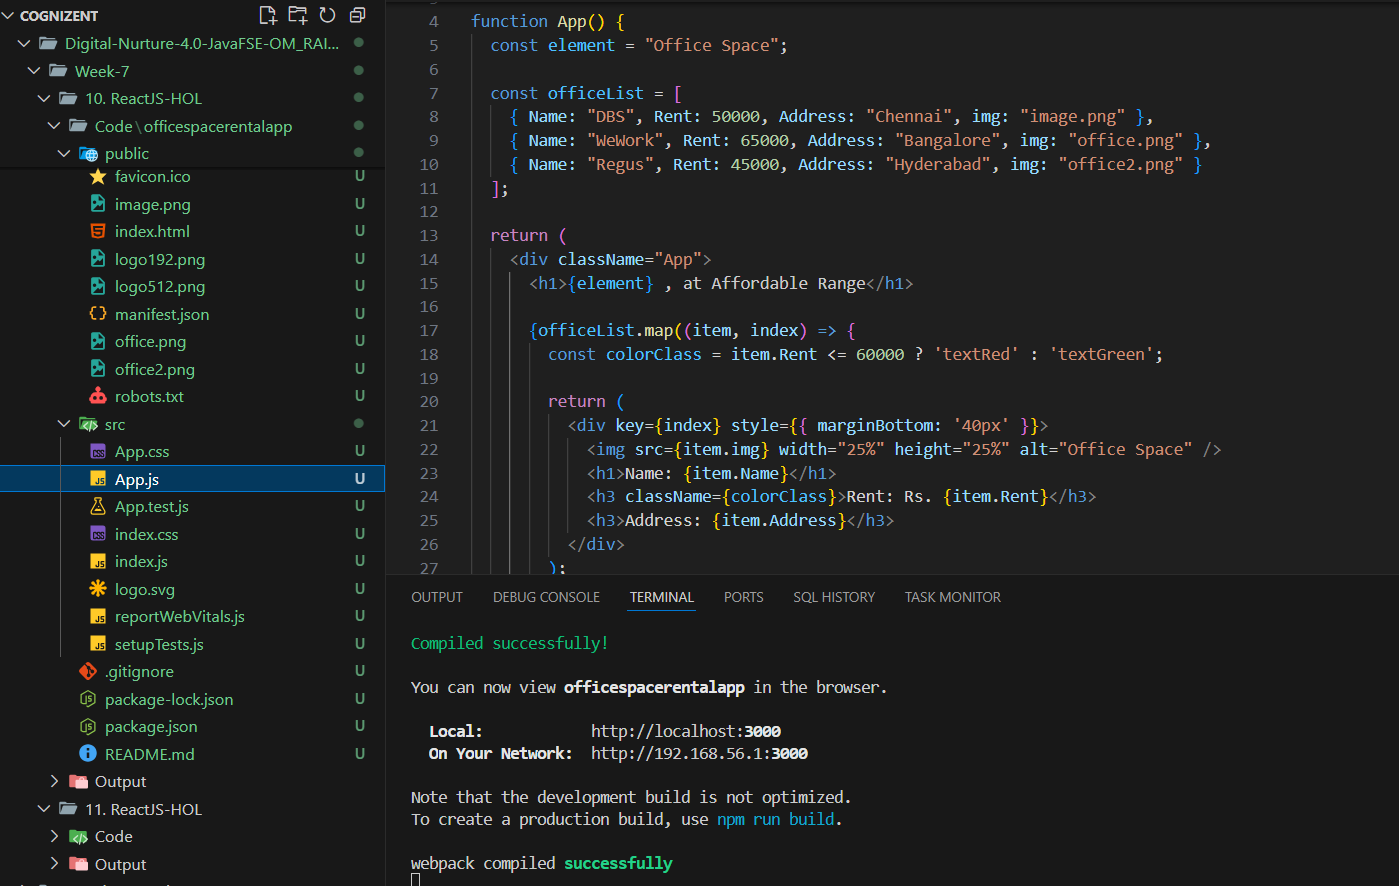 COGNIZENT
Digital-Nurture-4.0-JavaFSE-OM_RAI...
Week-7
10. ReactJS-HOL
Code\officespacerentalapp
public
favicon.ico U
image.png U
index.html U
logo192.png U
logo512.png U
manifest.json U
office.png U
office2.png U
robots.txt U
src
App.css U
App.js U
App.test.js U
index.css U
index.js U
logo.svg U
reportWebVitals.js U
setupTests.js U
.gitignore U
package-lock.json U
package.json U
README.md U
Output
11. ReactJS-HOL
Code
Output
4 function App() {
5 const element = "Office Space";
6
7 const officeList = [
8 { Name: "DBS", Rent: 50000, Address: "Chennai", img: "image.png" },
9 { Name: "WeWork", Rent: 65000, Address: "Bangalore", img: "office.png" },
10 { Name: "Regus", Rent: 45000, Address: "Hyderabad", img: "office2.png" }
11 ];
12
13 return (
14 <div className="App">
15 <h1>{element} , at Affordable Range</h1>
16
17 {officeList.map((item, index) => {
18 const colorClass = item.Rent <= 60000 ? 'textRed' : 'textGreen';
19
20 return (
21 <div key={index} style={{ marginBottom: '40px' }}>
22 <img src={item.img} width="25%" height="25%" alt="Office Space" />
23 <h1>Name: {item.Name}</h1>
24 <h3 className={colorClass}>Rent: Rs. {item.Rent}</h3>
25 <h3>Address: {item.Address}</h3>
26 </div>
27 );
OUTPUT DEBUG CONSOLE TERMINAL PORTS SQL HISTORY TASK MONITOR
Compiled successfully!
You can now view officespacerentalapp in the browser.
Local: http://localhost:3000
On Your Network: http://192.168.56.1:3000
Note that the development build is not optimized.
To create a production build, use npm run build.
webpack compiled successfully